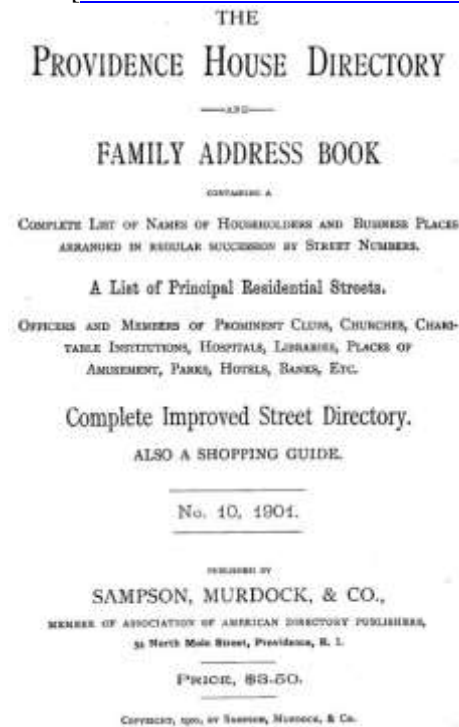 THE
PROVIDENCE HOUSE DIRECTORY
AND
FAMILY ADDRESS BOOK
CONTAINING A
COMPLETE LIST OF NAMES OF HOUSEHOLDERS AND BUSINESS PLACES
ARRANGED IN REGULAR SUCCESSION BY STREET NUMBERS.
A List of Principal Residential Streets.
OFFICERS AND MEMBERS OF PROMINENT CLUBS, CHURCHES, CHARI-
TABLE INSTITUTIONS, HOSPITALS, LIBRARIES, PLACES OF
AMUSEMENT, PARKS, HOTELS, BANKS, ETC.
Complete Improved Street Directory.
ALSO A SHOPPING GUIDE.
No. 10, 1901.
PUBLISHED BY
SAMPSON, MURDOCK, & CO.,
MEMBER OF ASSOCIATION OF AMERICAN DIRECTORY PUBLISHERS,
North Main Street, Providence, R. I.
PRICE, $3.50.
COPYRIGHT, BY SAMPSON, MURDOCK, & CO.